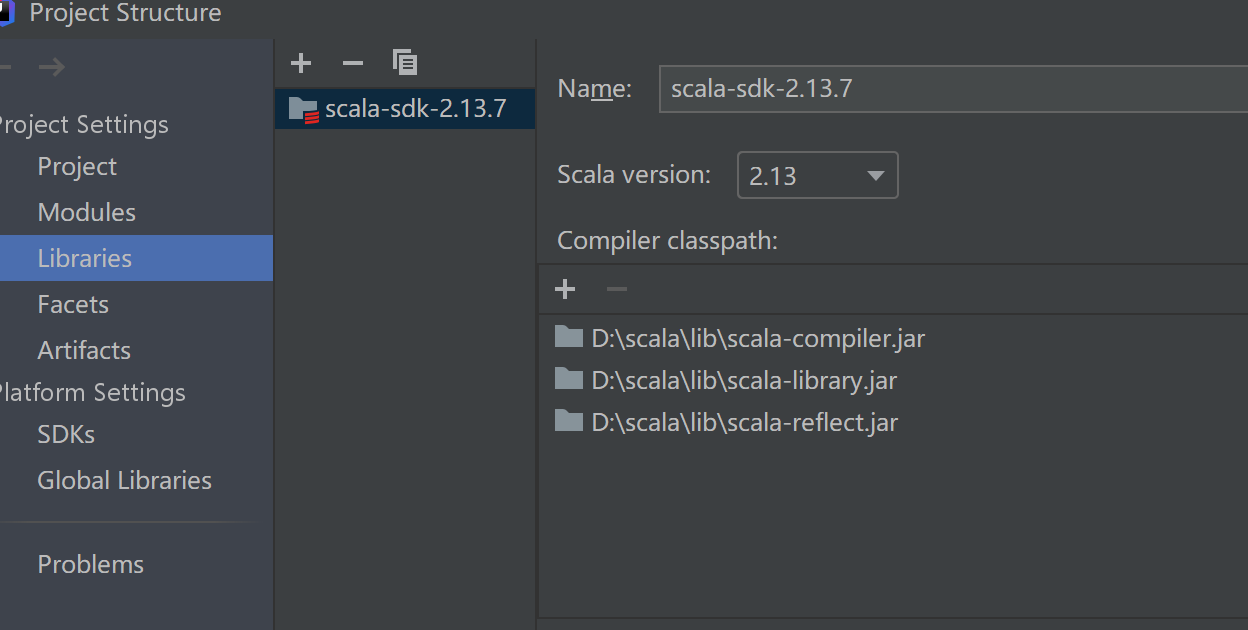 Project Structure
Project Settings
Project
Modules
Libraries
Facets
Artifacts
Platform Settings
SDKs
Global Libraries
Problems
scala-sdk-2.13.7
Name: scala-sdk-2.13.7
Scala version: 2.13
Compiler classpath:
D:\scala\lib\scala-compiler.jar
D:\scala\lib\scala-library.jar
D:\scala\lib\scala-reflect.jar